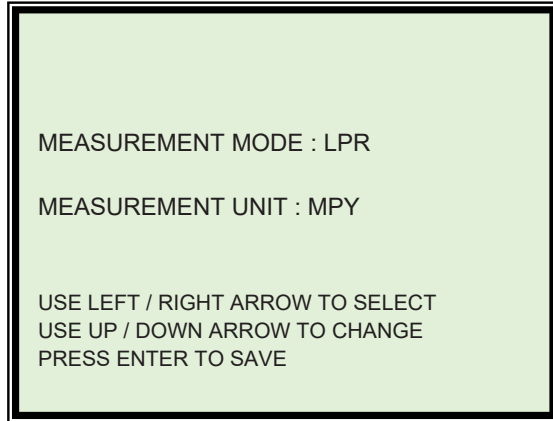 MEASUREMENT MODE : LPR
MEASUREMENT UNIT : MPY
USE LEFT / RIGHT ARROW TO SELECT
USE UP / DOWN ARROW TO CHANGE
PRESS ENTER TO SAVE